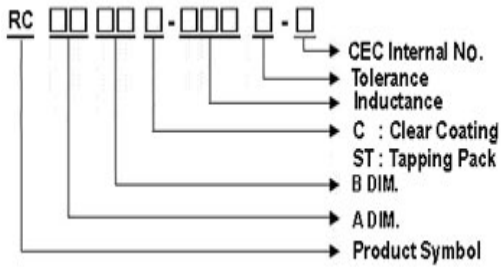 RC □□ □□ □-□□□ □-□
CEC Internal No.
Tolerance
Inductance
C : Clear Coating
ST : Tapping Pack
B DIM.
A DIM.
Product Symbol